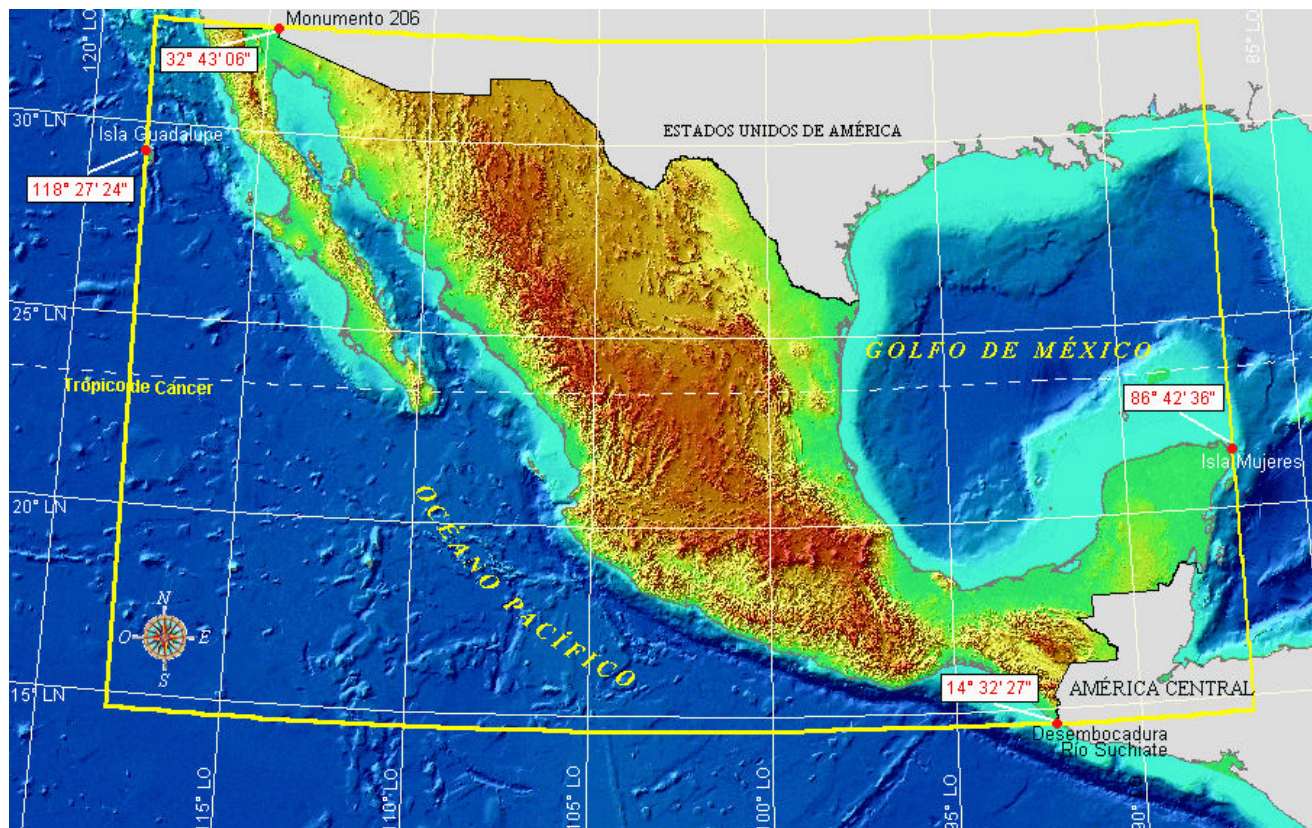 Monumento 206
120° LO
85° LO
32° 43' 06"
30° LN
Isla Guadalupe
ESTADOS UNIDOS DE AMÉRICA
118° 27' 24"
25° LN
GOLFO DE MÉXICO
Trópico de Cáncer
86° 42' 36"
Isla Mujeres
20° LN
OCÉANO PACÍFICO
N
O
E
S
15° LN
14° 32' 27"
AMÉRICA CENTRAL
Desembocadura
Río Suchiate
115° LO
110° LO
105° LO
100° LO
95° LO
90° LO